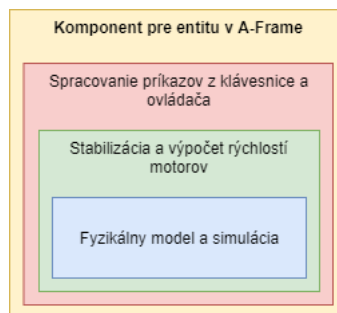 Komponent pre entitu v A-Frame
Spracovanie príkazov z klávesnice a
ovládača
Stabilizácia a výpočet rýchlostí
motorov
Fyzikálny model a simulácia